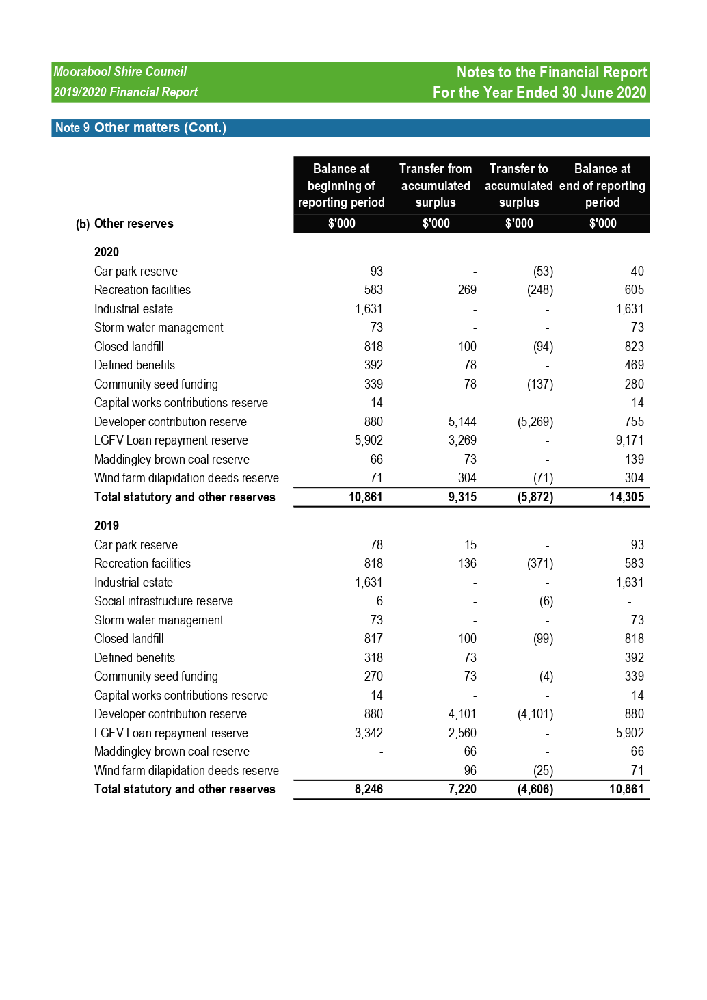 Moorabool Shire Council Notes to the Financial Report
2019/2020 Financial Report For the Year Ended 30 June 2020
Note 9 Other matters (Cont.)
Balance at Transfer from Transfer to Balance at
beginning of accumulated accumulated end of reporting
reporting period surplus surplus period
(b) Other reserves $'000 $'000 $'000 $'000
2020
Car park reserve 93 - (53) 40
Recreation facilities 583 269 (248) 605
Industrial estate 1,631 - - 1,631
Storm water management 73 - - 73
Closed landfill 818 100 (94) 823
Defined benefits 392 78 - 469
Community seed funding 339 78 (137) 280
Capital works contributions reserve 14 - - 14
Developer contribution reserve 880 5,144 (5,269) 755
LGFV Loan repayment reserve 5,902 3,269 - 9,171
Maddingley brown coal reserve 66 73 - 139
Wind farm dilapidation deeds reserve 71 304 (71) 304
Total statutory and other reserves 10,861 9,315 (5,872) 14,305
2019
Car park reserve 78 15 - 93
Recreation facilities 818 136 (371) 583
Industrial estate 1,631 - - 1,631
Social infrastructure reserve 6 - (6) -
Storm water management 73 - - 73
Closed landfill 817 100 (99) 818
Defined benefits 318 73 - 392
Community seed funding 270 73 (4) 339
Capital works contributions reserve 14 - - 14
Developer contribution reserve 880 4,101 (4,101) 880
LGFV Loan repayment reserve 3,342 2,560 - 5,902
Maddingley brown coal reserve - 66 - 66
Wind farm dilapidation deeds reserve - 96 (25) 71
Total statutory and other reserves 8,246 7,220 (4,606) 10,861